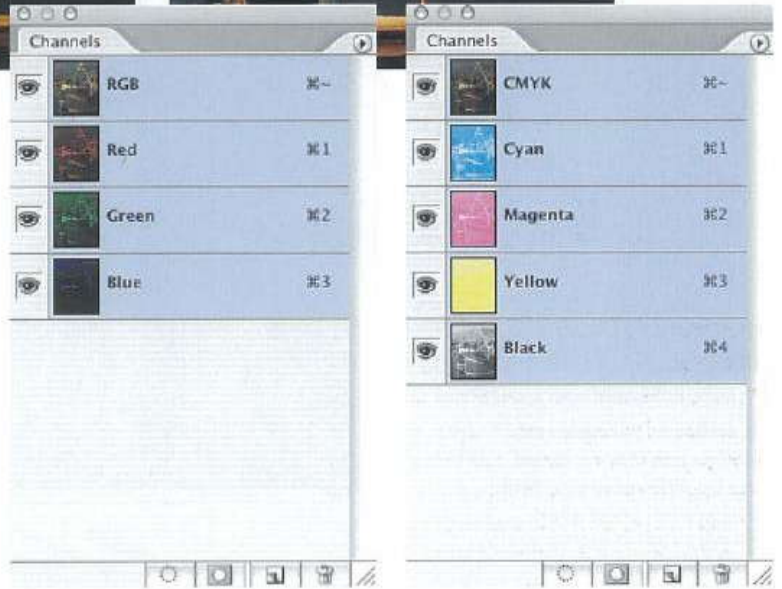 Channels
RGB ⌘~
Red ⌘1
Green ⌘2
Blue ⌘3
Channels
CMYK ⌘~
Cyan ⌘1
Magenta ⌘2
Yellow ⌘3
Black ⌘4